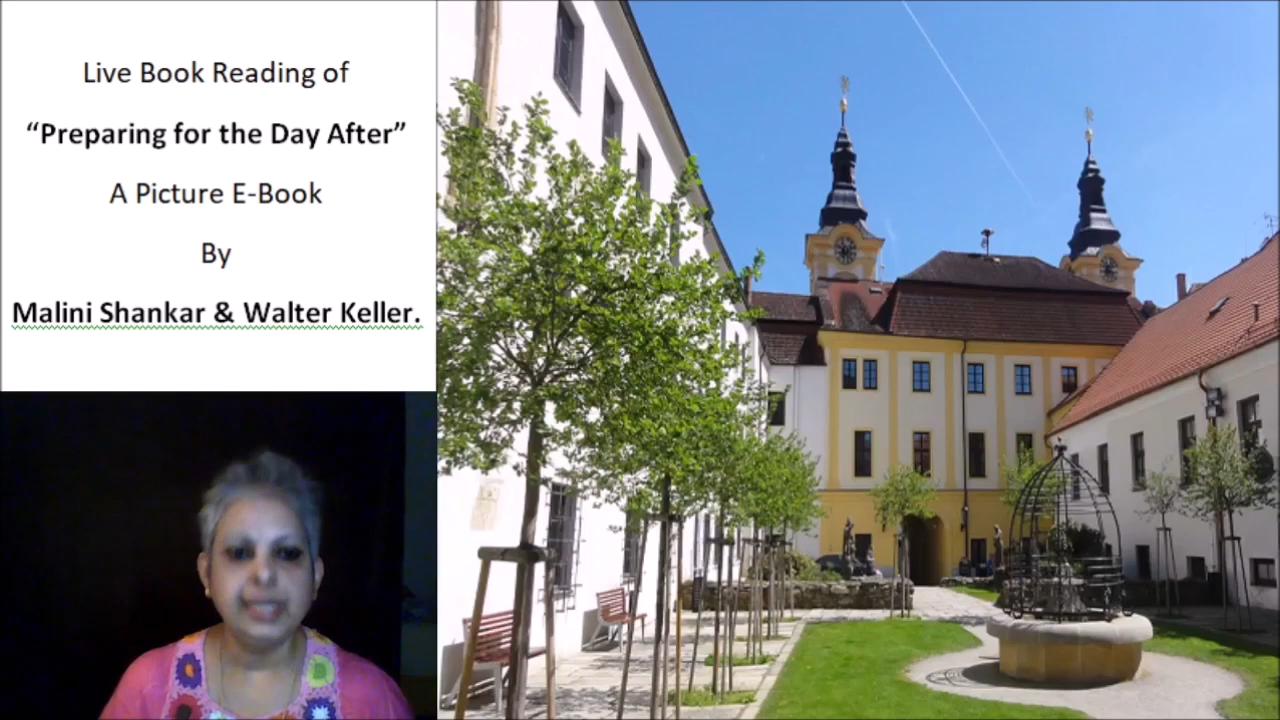 Live Book Reading of
“Preparing for the Day After”
A Picture E-Book
By
Malini Shankar & Walter Keller.